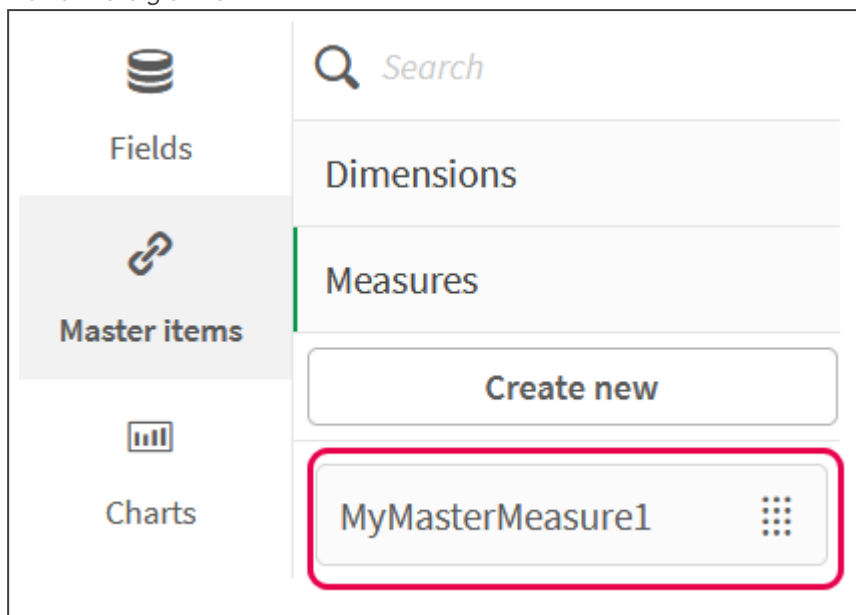 Fields
Master items
Charts
Search
Dimensions
Measures
Create new
MyMasterMeasure1